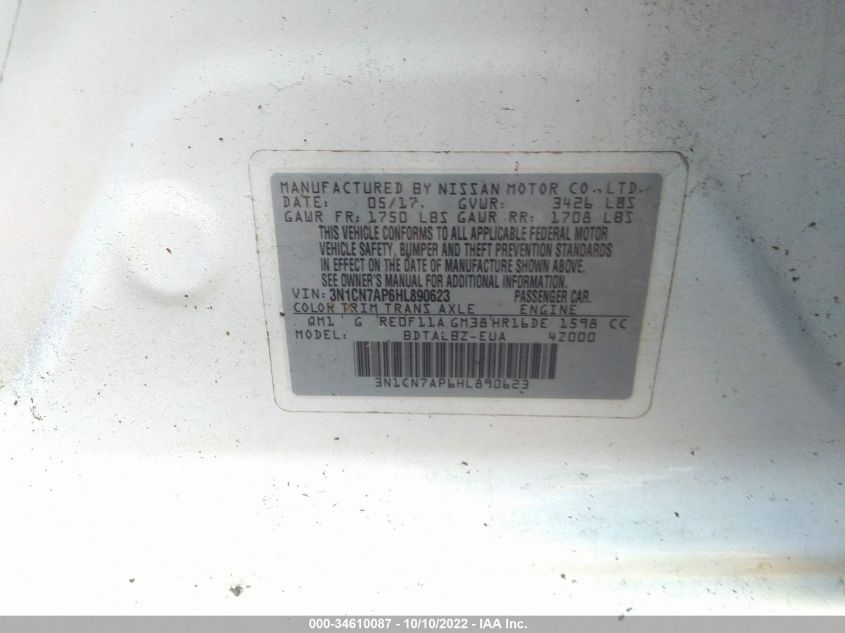 MANUFACTURED BY NISSAN MOTOR CO.,LTD.
DATE: 05/17. GVWR: 3426 LBS
GAWR FR: 1750 LBS GAWR RR: 1708 LBS
THIS VEHICLE CONFORMS TO ALL APPLICABLE FEDERAL MOTOR
VEHICLE SAFETY, BUMPER AND THEFT PREVENTION STANDARDS
IN EFFECT ON THE DATE OF MANUFACTURE SHOWN ABOVE.
SEE OWNER'S MANUAL FOR ADDITIONAL INFORMATION.
VIN: 3N1CN7AP6HL890623 PASSENGER CAR.
COLOR TRIM TRANS AXLE ENGINE
QM1 G RE0F11A GM38 HR16DE 1598 CC
MODEL: BDTALBZ-EUA 4Z000
3N1CN7AP6HL890623
000-34610087 - 10/10/2022 - IAA Inc.